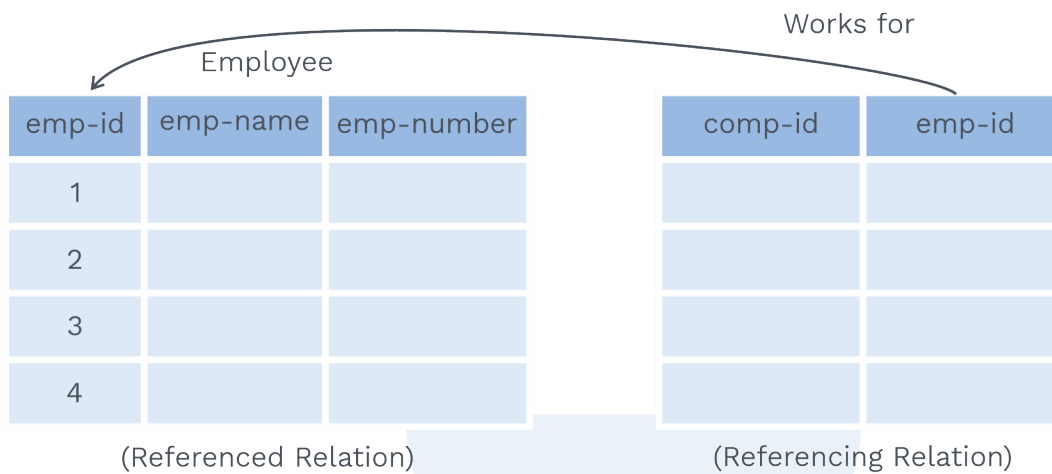 Works for
Employee
emp-id emp-name emp-number comp-id emp-id
1
2
3
4
(Referenced Relation) (Referencing Relation)